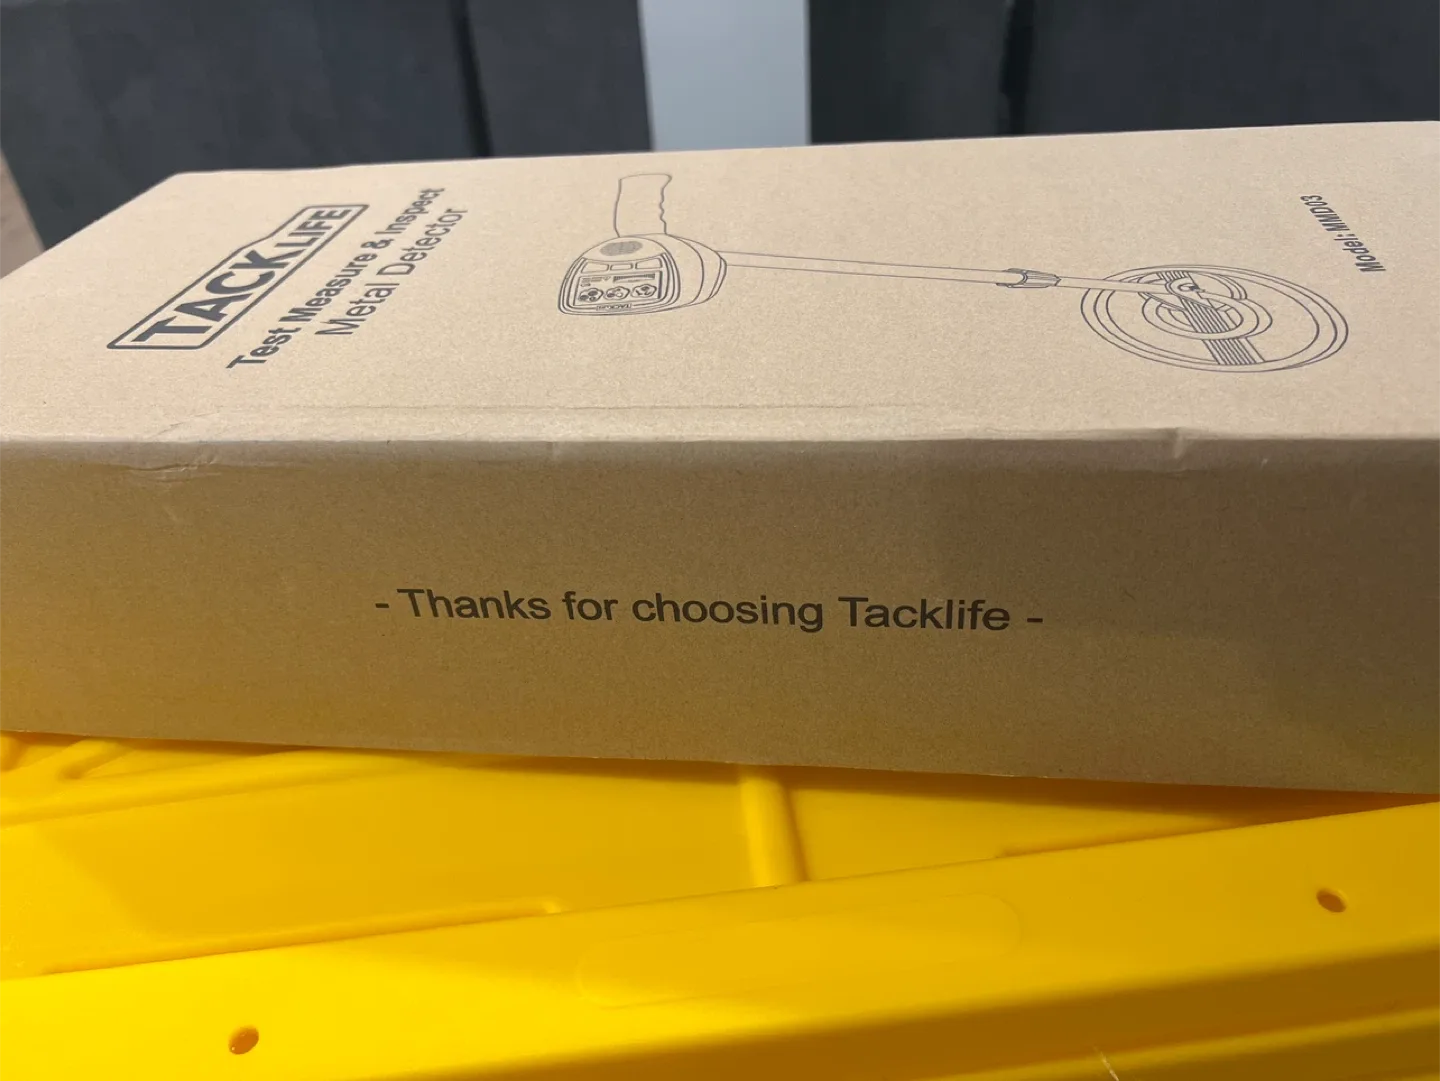 TACKLIFE
Test Measure & Inspect
Metal Detector
Model: MMD03
- Thanks for choosing Tacklife -